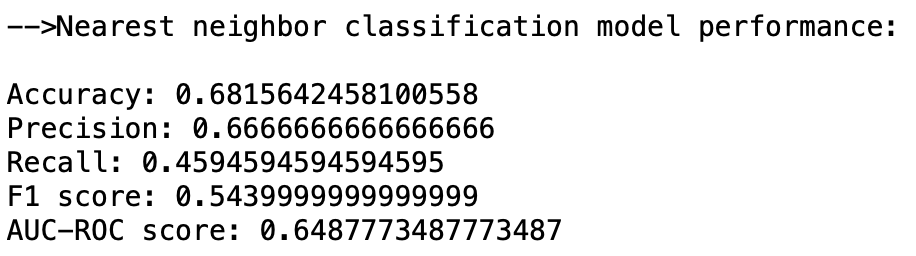 -->Nearest neighbor classification model performance:
Accuracy: 0.6815642458100558
Precision: 0.6666666666666666
Recall: 0.4594594594594595
F1 score: 0.5439999999999999
AUC-ROC score: 0.6487773487773487